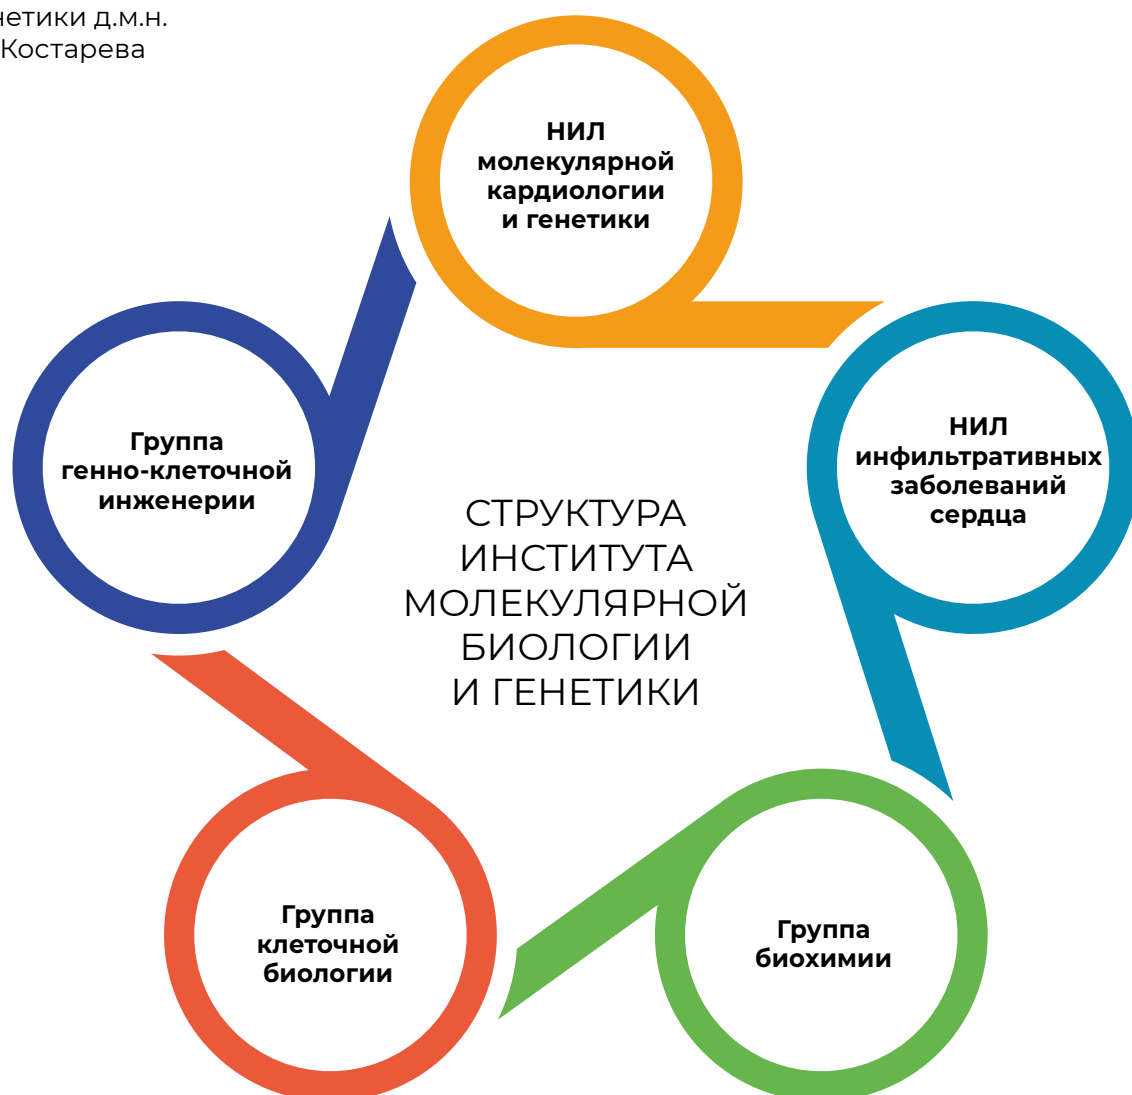 нетики д.м.н.
Костарева
НИЛ
молекулярной
кардиологии
и генетики
Группа
генно-клеточной
инженерии
НИЛ
инфильтративных
заболеваний
сердца
СТРУКТУРА
ИНСТИТУТА
МОЛЕКУЛЯРНОЙ
БИОЛОГИИ
И ГЕНЕТИКИ
Группа
клеточной
биологии
Группа
биохимии